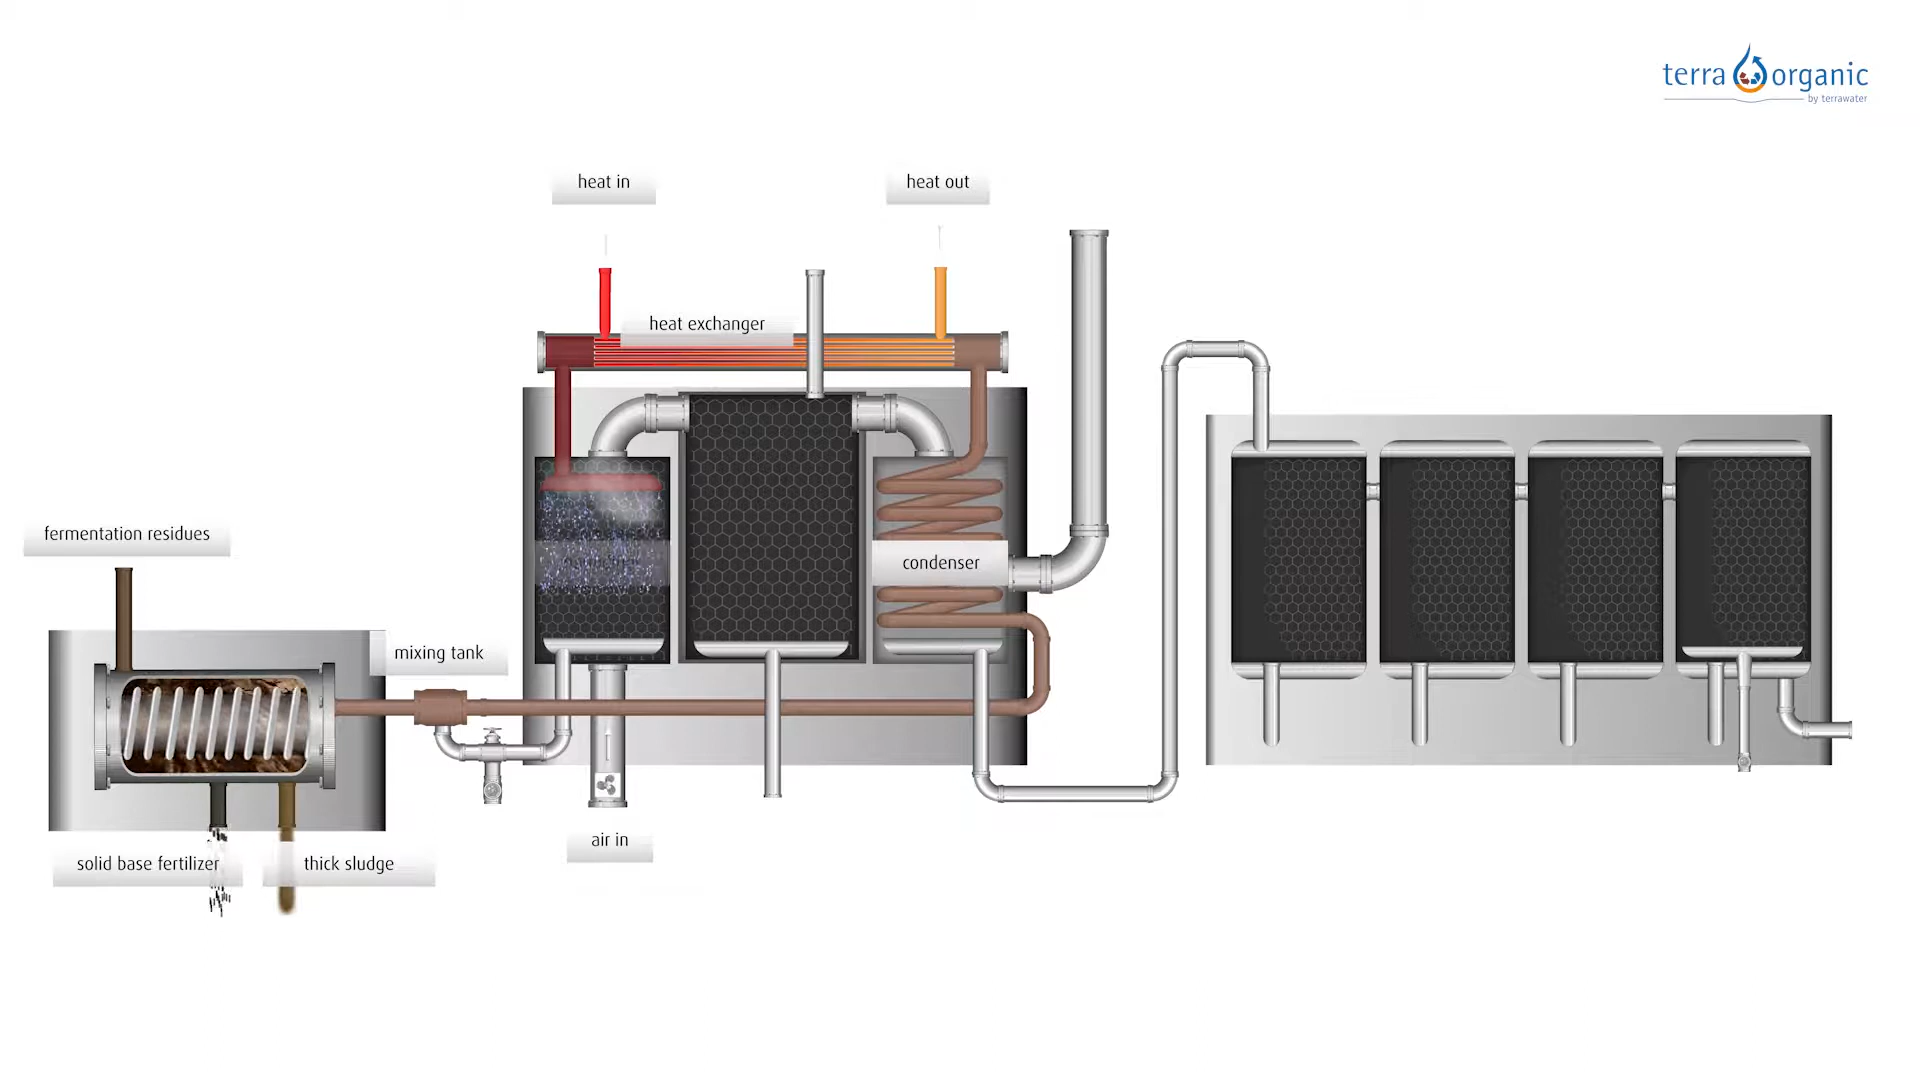 terra organic
by terrawater
heat in
heat out
heat exchanger
condenser
fermentation residues
mixing tank
air in
solid base fertilizer
thick sludge